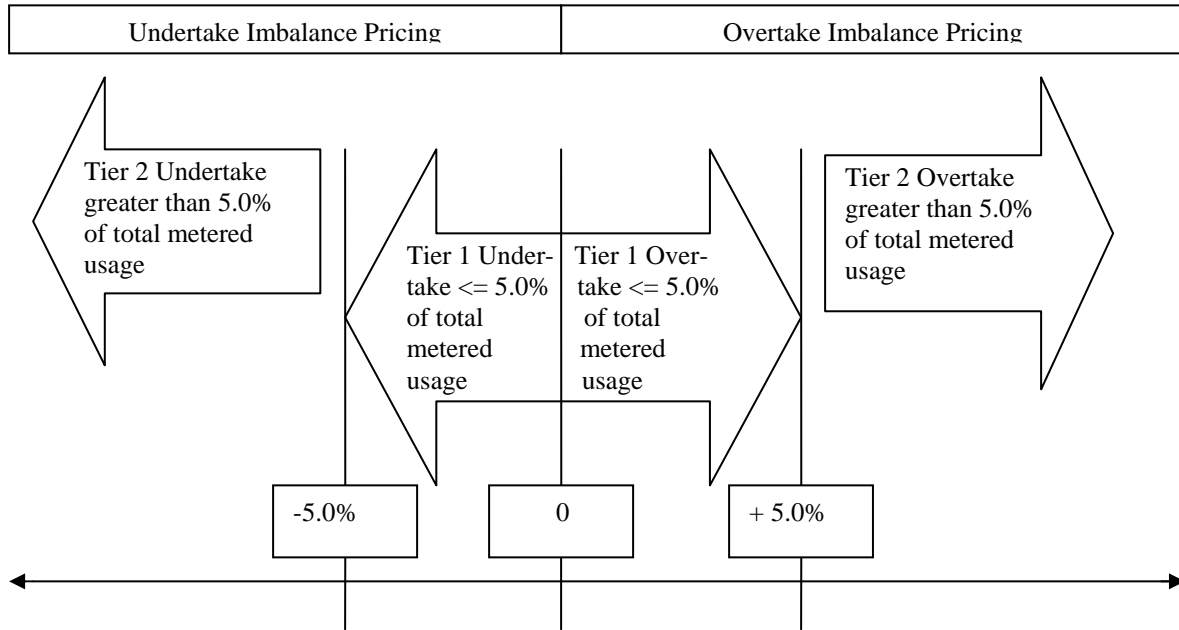 Undertake Imbalance Pricing
Overtake Imbalance Pricing
Tier 2 Undertake
greater than 5.0%
of total metered
usage
Tier 1 Under-
take <= 5.0%
of total
metered
usage
Tier 1 Over-
take <= 5.0%
of total
metered
usage
Tier 2 Overtake
greater than 5.0%
of total metered
usage
-5.0%
0
+ 5.0%